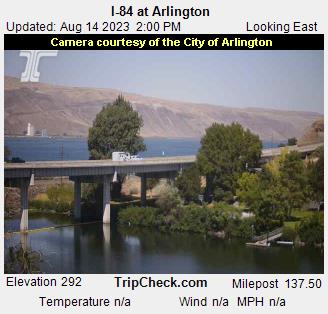 I-84 at Arlington
Updated: Aug 14 2023  2:00 PM Looking East
Camera courtesy of the City of Arlington
Elevation 292 TripCheck.com Milepost 137.50
Temperature n/a Wind n/a MPH n/a